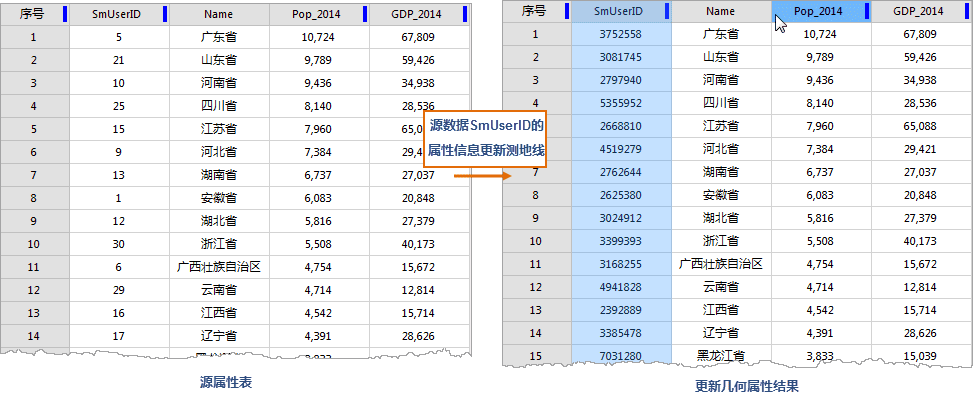 序号 SmUserID Name Pop_2014 GDP_2014
1 5 广东省 10,724 67,809
2 21 山东省 9,789 59,426
3 10 河南省 9,436 34,938
4 25 四川省 8,140 28,536
5 15 江苏省 7,960 65,0
6 9 河北省 7,384 29,4
7 13 湖南省 6,737 27,037
8 1 安徽省 6,083 20,848
9 12 湖北省 5,816 27,379
10 30 浙江省 5,508 40,173
11 6 广西壮族自治区 4,754 15,672
12 29 云南省 4,714 12,814
13 16 江西省 4,542 15,714
14 17 辽宁省 4,391 28,626
源属性表
源数据SmUserID的
属性信息更新测地线
序号 SmUserID Name Pop_2014 GDP_2014
1 3752558 广东省 10,724 67,809
2 3081745 山东省 9,789 59,426
3 2797940 河南省 9,436 34,938
4 5355952 四川省 8,140 28,536
2668810 江苏省 7,960 65,088
4519279 河北省 7,384 29,421
7 2762644 湖南省 6,737 27,037
8 2625380 安徽省 6,083 20,848
9 3024912 湖北省 5,816 27,379
10 3399393 浙江省 5,508 40,173
11 3168255 广西壮族自治区 4,754 15,672
12 4941828 云南省 4,714 12,814
13 2392889 江西省 4,542 15,714
14 3385478 辽宁省 4,391 28,626
15 7031280 黑龙江省 3,833 15,039
更新几何属性结果